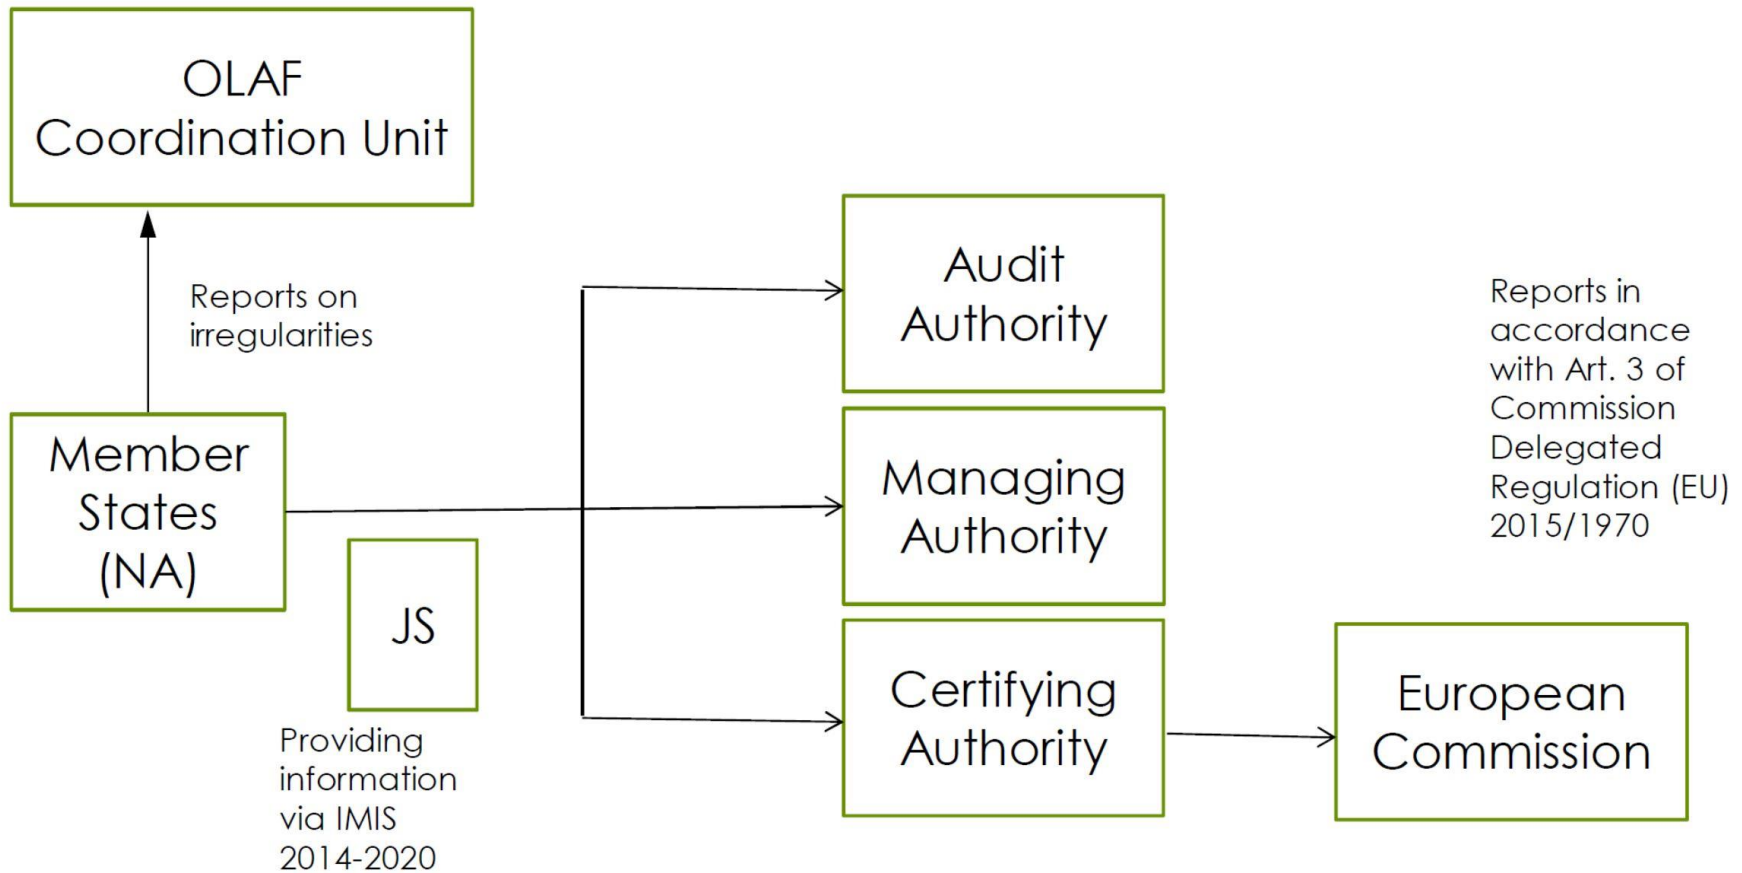 OLAF
Coordination Unit
Reports on
irregularities
Member
States
(NA)
JS
Providing
information
via IMIS
2014-2020
Audit
Authority
Managing
Authority
Certifying
Authority
Reports in
accordance
with Art. 3 of
Commission
Delegated
Regulation (EU)
2015/1970
European
Commission